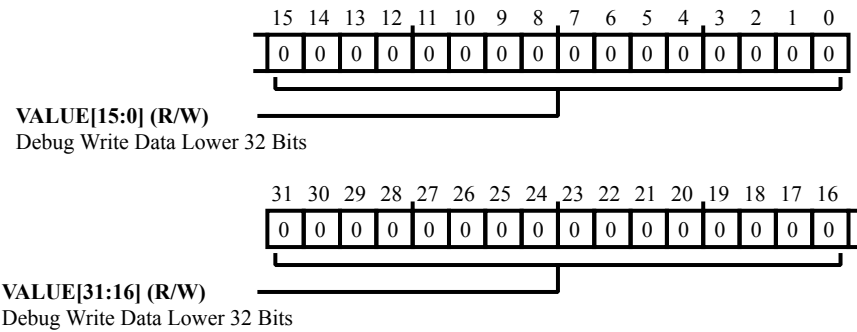 15 14 13 12 11 10 9 8 7 6 5 4 3 2 1 0
0 0 0 0 0 0 0 0 0 0 0 0 0 0 0 0
VALUE[15:0] (R/W)
Debug Write Data Lower 32 Bits
31 30 29 28 27 26 25 24 23 22 21 20 19 18 17 16
0 0 0 0 0 0 0 0 0 0 0 0 0 0 0 0
VALUE[31:16] (R/W)
Debug Write Data Lower 32 Bits